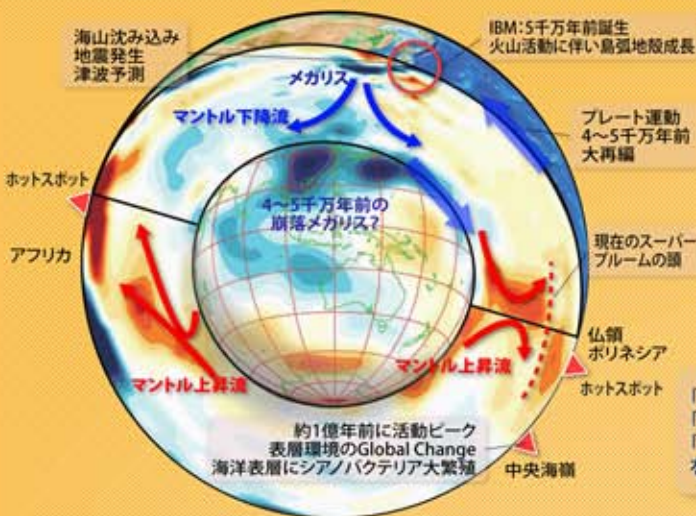 海山沈み込み
地震発生
津波予測
IBM:5千万年前誕生
火山活動に伴い島弧地殻成長
メガリス
マントル下降流
プレート運動
4～5千万年前
大再編
ホットスポット
4～5千万年前の
崩落メガリス?
アフリカ
現在のスーパー
プルームの頭
仏領
ポリネシア
マントル上昇流
マントル上昇流
ホットスポット
約1億年前に活動ピーク
表層環境のGlobal Change
海洋表層にシアノバクテリア大繁殖
中央海嶺